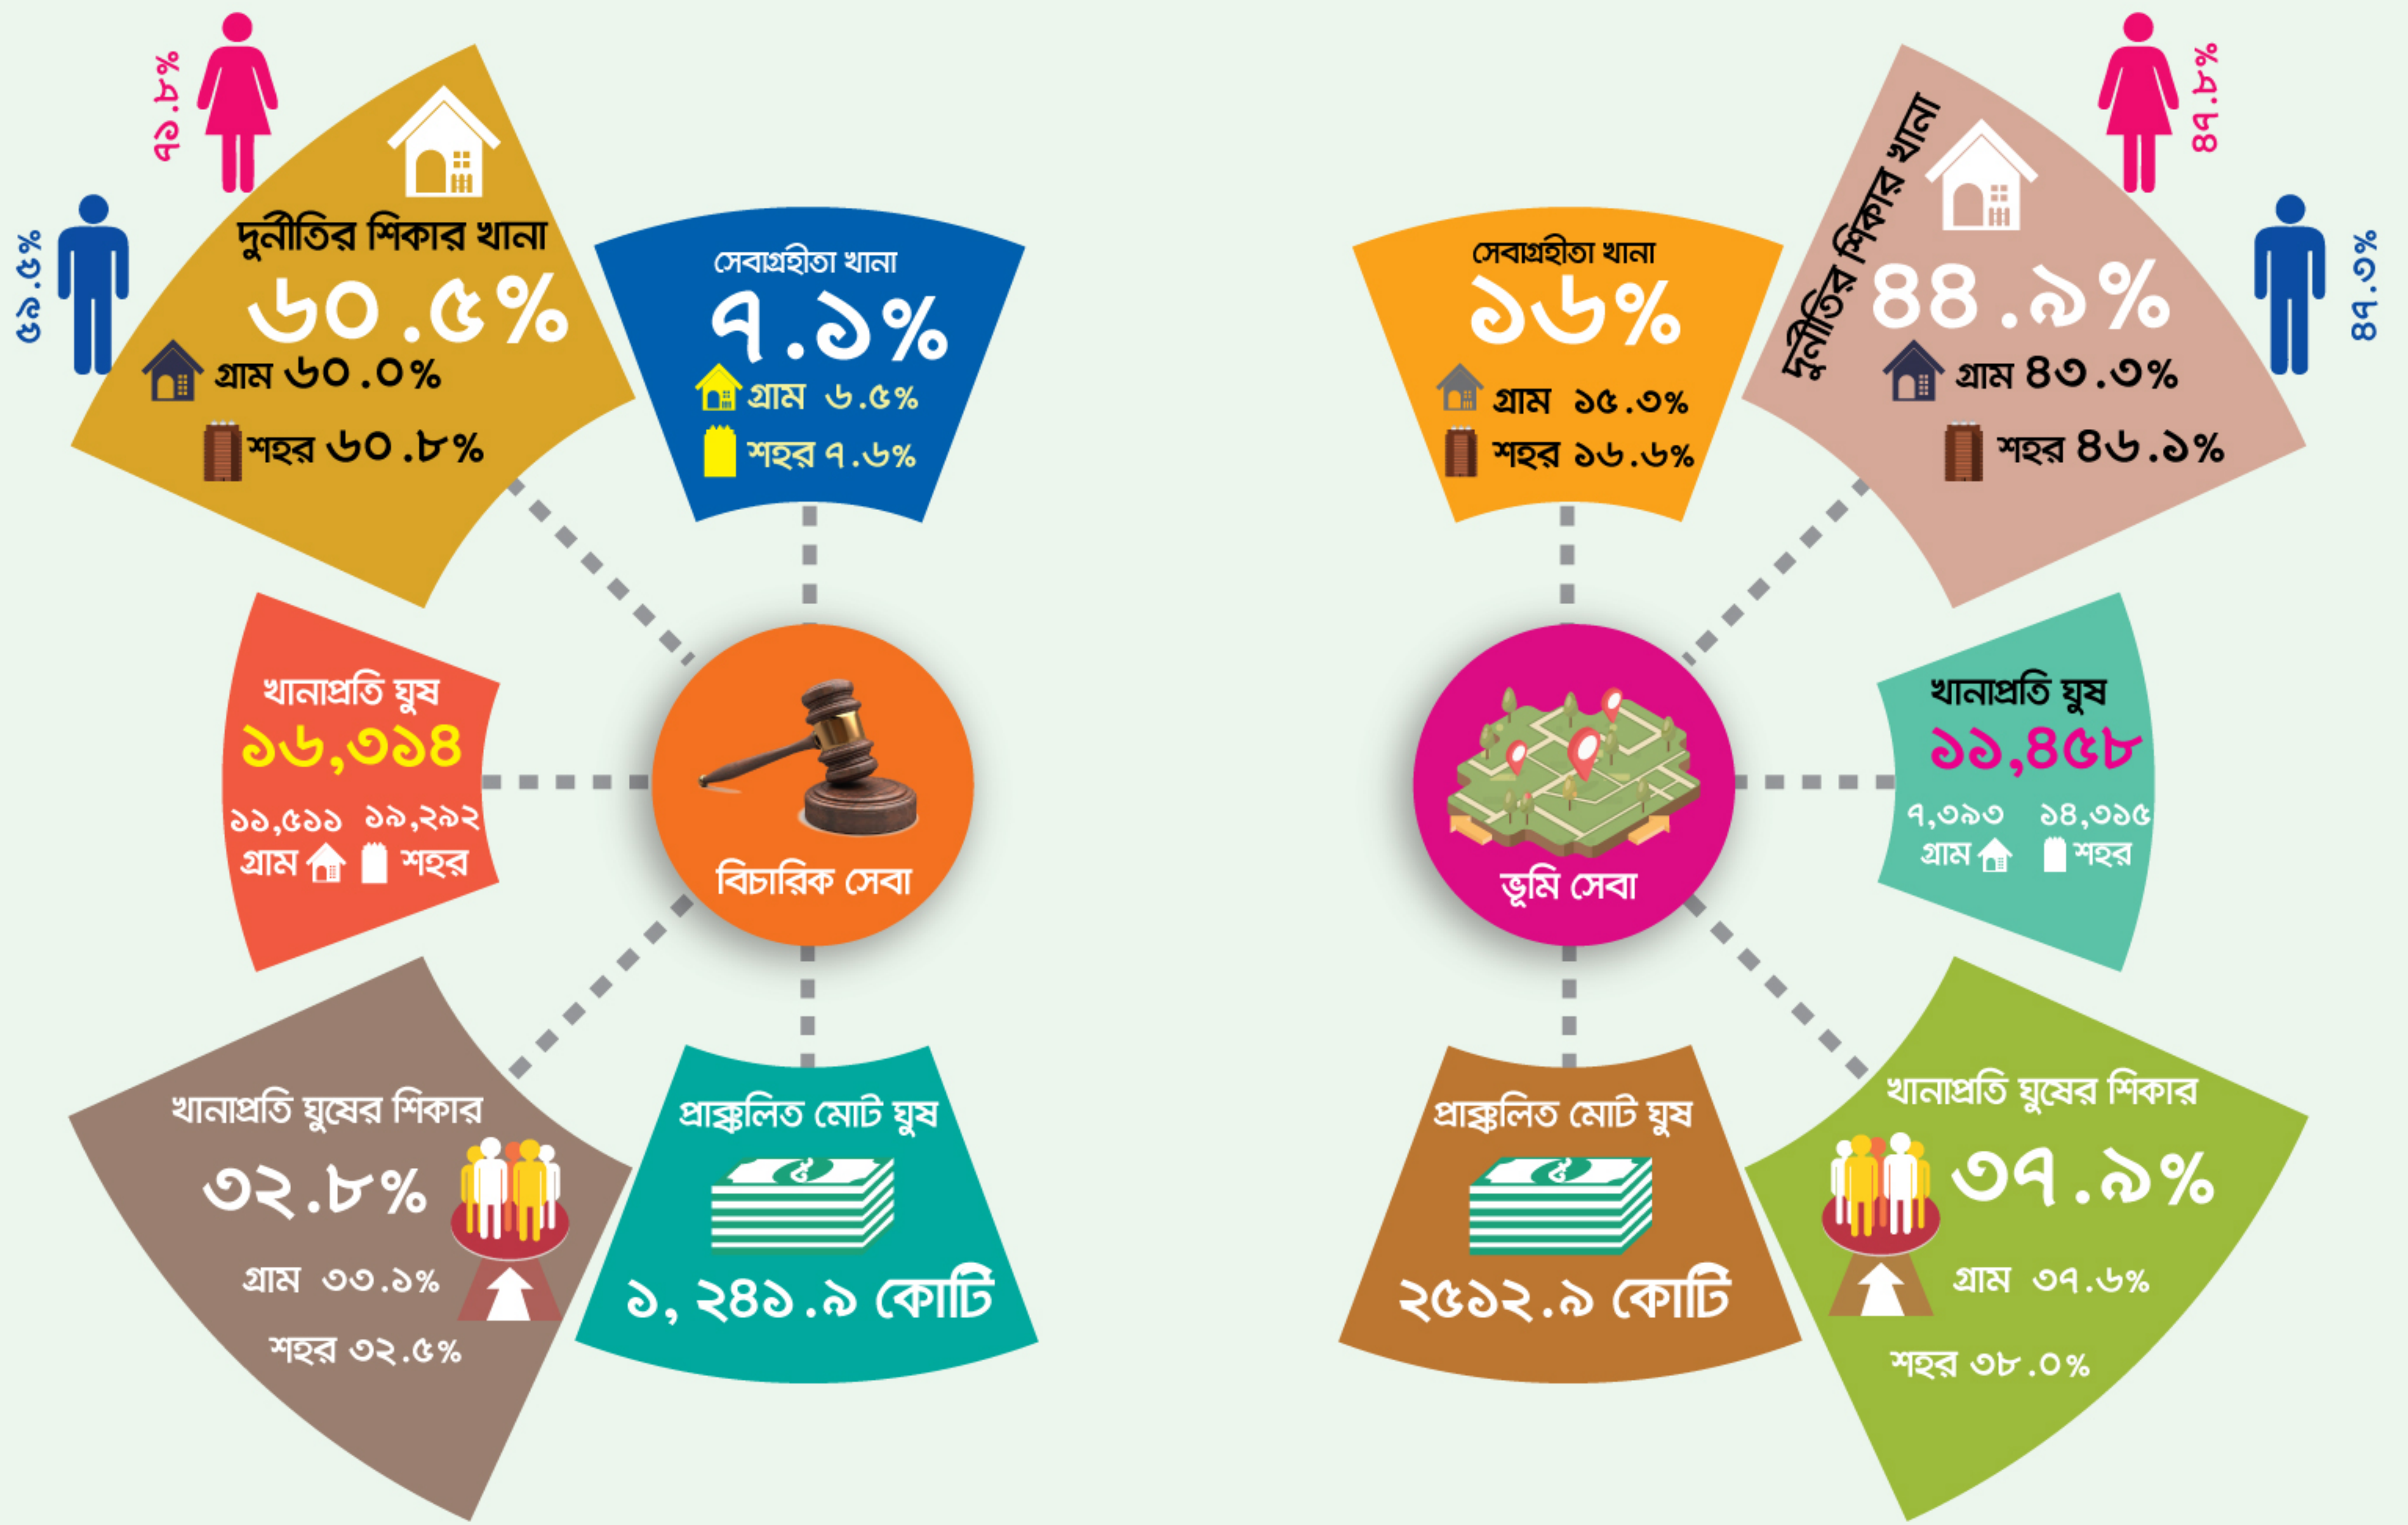 ৭১.৮%
৫৯.৫%
দুর্নীতির শিকার খানা
৬০.৫%
গ্রাম ৬০.০%
শহর ৬০.৮%
সেবাগ্রহীতা খানা
৭.১%
গ্রাম ৬.৫%
শহর ৭.৬%
খানাপ্রতি ঘুষ
১৬,৩১৪
১১,৫১১ ১৯,২৯২
গ্রাম শহর
বিচারিক সেবা
খানাপ্রতি ঘুষের শিকার
৩২.৮%
গ্রাম ৩৩.১%
শহর ৩২.৫%
প্রাক্কলিত মোট ঘুষ
৫
১, ২৪১.৯ কোটি
সেবাগ্রহীতা খানা
১৬%
গ্রাম ১৫.৩%
শহর ১৬.৬%
দুর্নীতির শিকার খানা
৪৪.৯%
গ্রাম ৪৩.৩%
শহর ৪৬.১%
৪৭.৮%
৪৭.৩%
ভূমি সেবা
খানাপ্রতি ঘুষ
১১,৪৫৮
৭,৩৯৩ ১৪,৩১৫
গ্রাম শহর
প্রাক্কলিত মোট ঘুষ
৫
২৫১২.৯ কোটি
খানাপ্রতি ঘুষের শিকার
৩৭.৯%
গ্রাম ৩৭.৬%
শহর ৩৮.০%